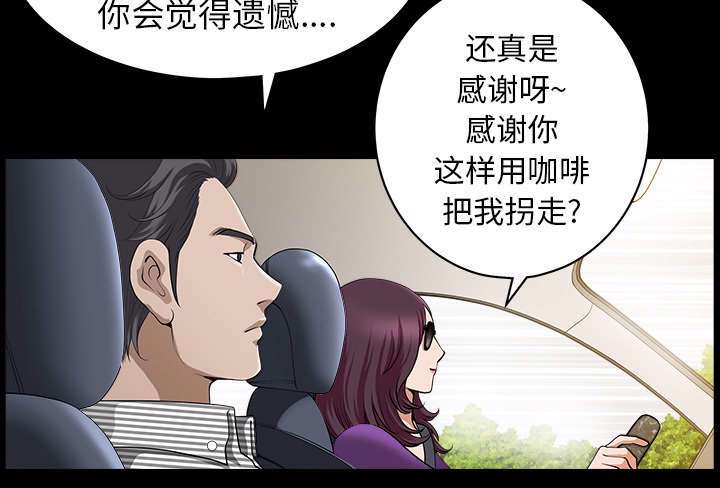 你会觉得遗憾....
还真是
感谢呀~
感谢你
这样用咖啡
把我拐走?